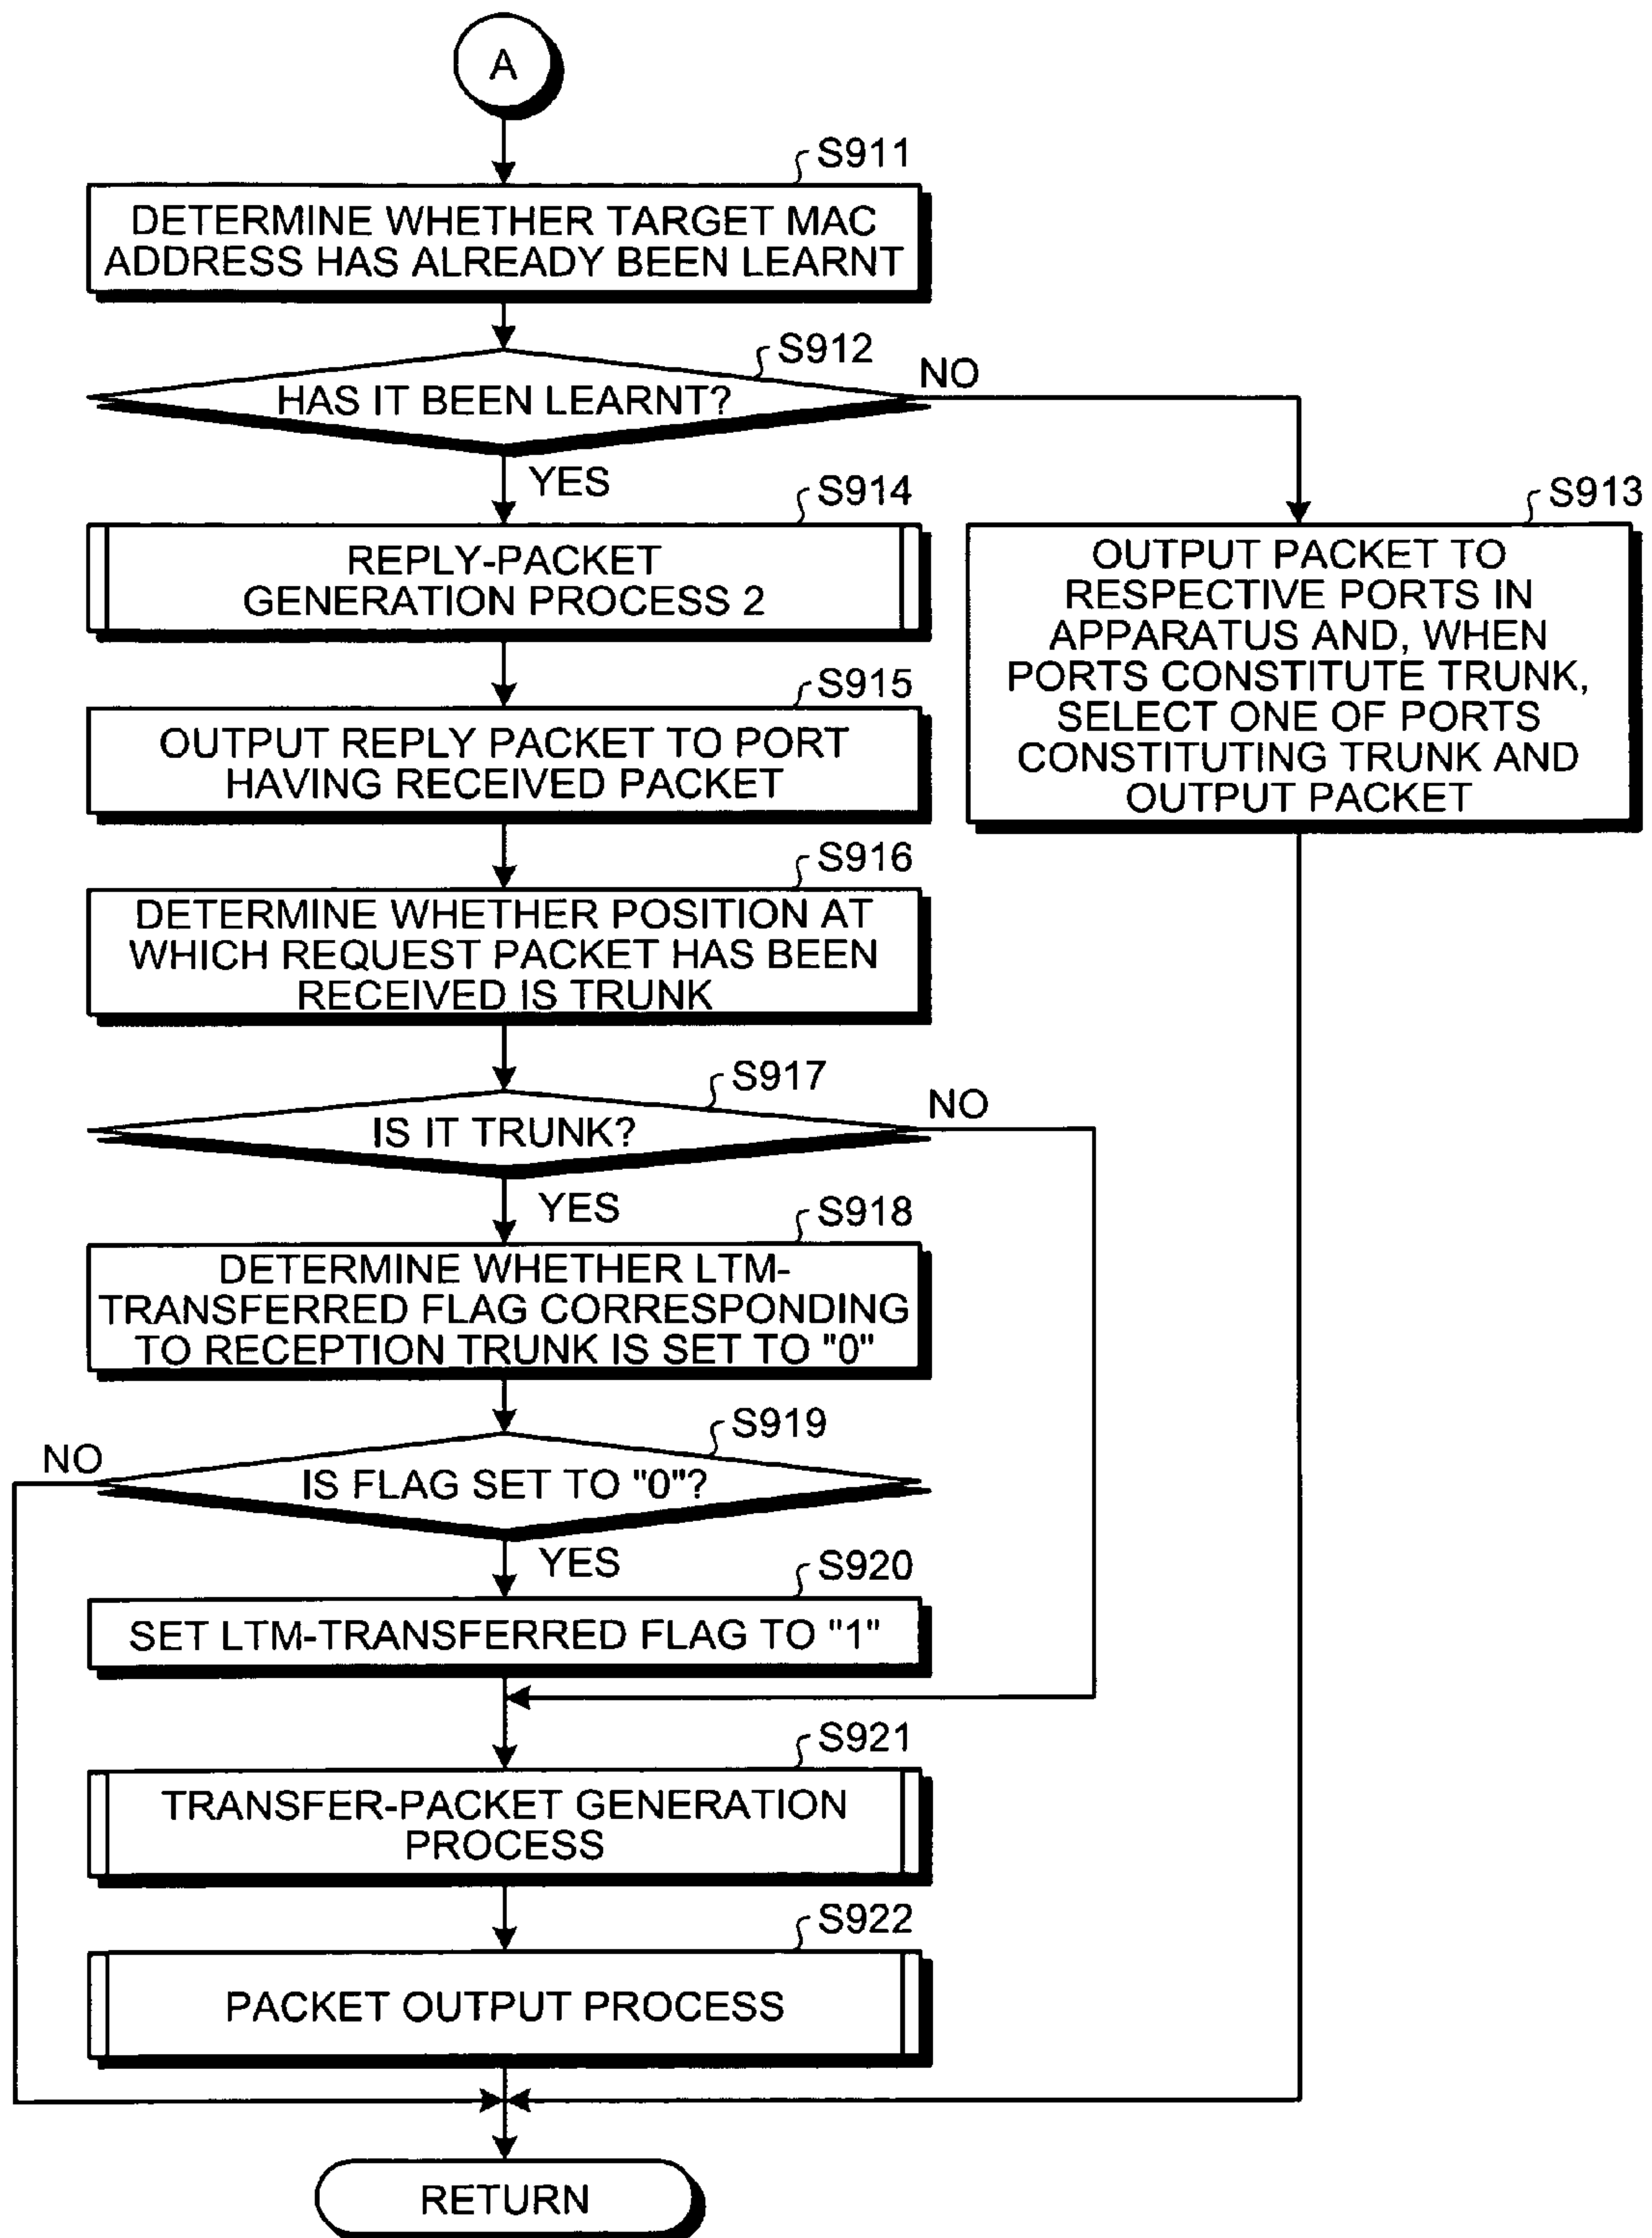 A
S911
DETERMINE WHETHER TARGET MAC
ADDRESS HAS ALREADY BEEN LEARNT
S912
HAS IT BEEN LEARNT?
NO
YES
S914
REPLY-PACKET
GENERATION PROCESS 2
S913
OUTPUT PACKET TO
RESPECTIVE PORTS IN
APPARATUS AND, WHEN
PORTS CONSTITUTE TRUNK,
SELECT ONE OF PORTS
CONSTITUTING TRUNK AND
OUTPUT PACKET
S915
OUTPUT REPLY PACKET TO PORT
HAVING RECEIVED PACKET
S916
DETERMINE WHETHER POSITION AT
WHICH REQUEST PACKET HAS BEEN
RECEIVED IS TRUNK
S917
IS IT TRUNK?
NO
YES
S918
DETERMINE WHETHER LTM-
TRANSFERRED FLAG CORRESPONDING
TO RECEPTION TRUNK IS SET TO "0"
S919
NO
IS FLAG SET TO "0"?
YES
S920
SET LTM-TRANSFERRED FLAG TO "1"
S921
TRANSFER-PACKET GENERATION
PROCESS
S922
PACKET OUTPUT PROCESS
RETURN